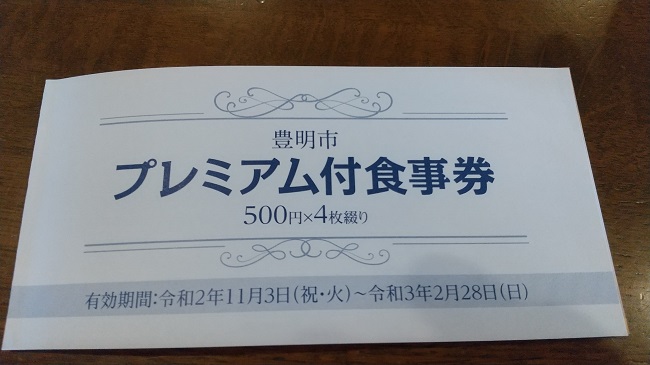 豊明市
プレミアム付食事券
500円×4枚綴り
有効期間:令和2年11月3日(祝・火)〜令和3年2月28日(日)